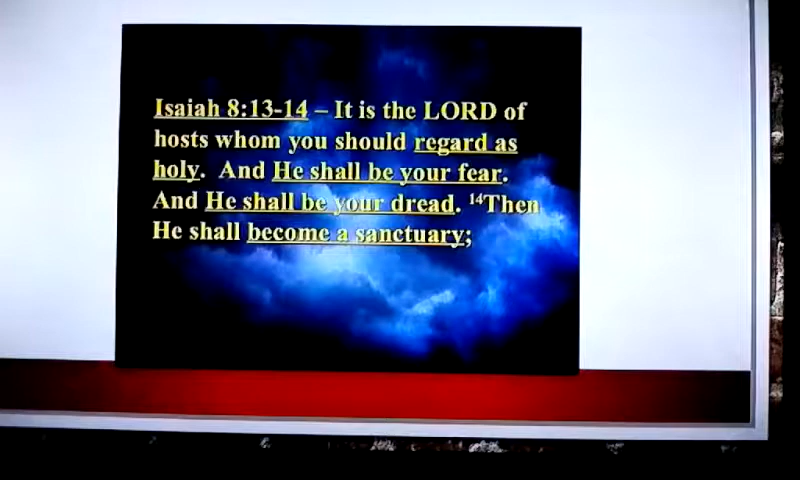 Isaiah 8:13-14 – It is the LORD of
hosts whom you should regard as
holy. And He shall be your fear.
And He shall be your dread. ¹⁴Then
He shall become a sanctuary;